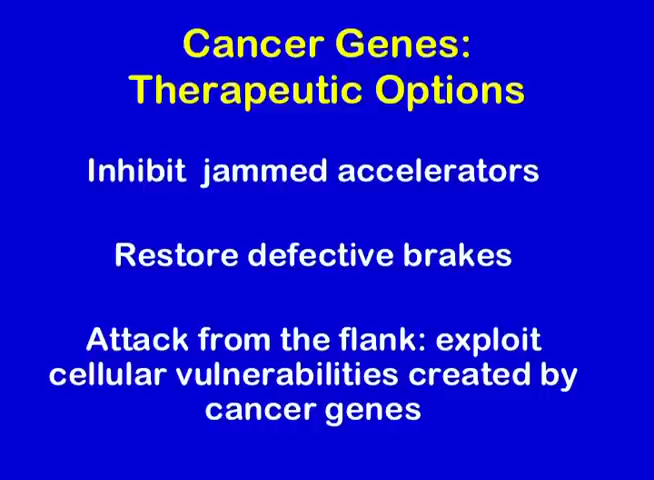 Cancer Genes:
Therapeutic Options
Inhibit  jammed accelerators
Restore defective brakes
Attack from the flank: exploit
cellular vulnerabilities created by
cancer genes